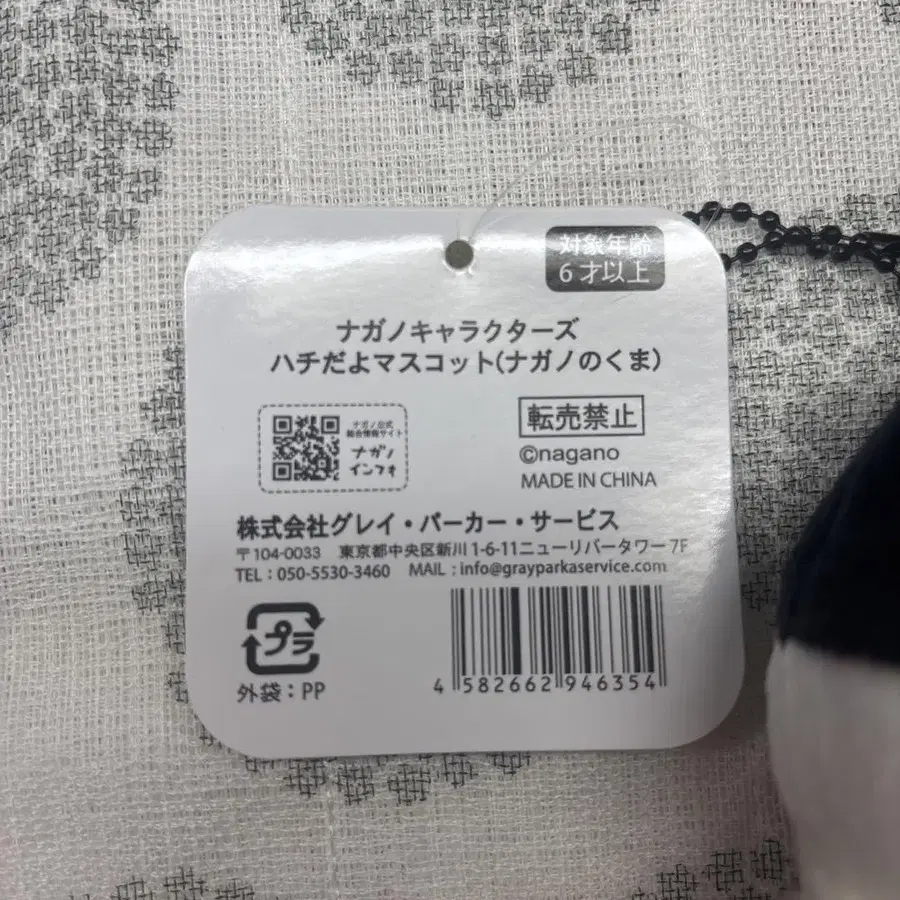 対象年齢
6才以上
ナガノキャラクターズ
ハチだよマスコット(ナガノのくま)
ナガノ公式
総合情報サイト
ナガノ
インフォ
転売禁止
©nagano
MADE IN CHINA
株式会社グレイ・パーカー・サービス
〒104-0033 東京都中央区新川1-6-11ニューリバータワー7F
TEL：050-5530-3460 MAIL：info@grayparkaservice.com
プラ
外袋：PP
4 582662 946354